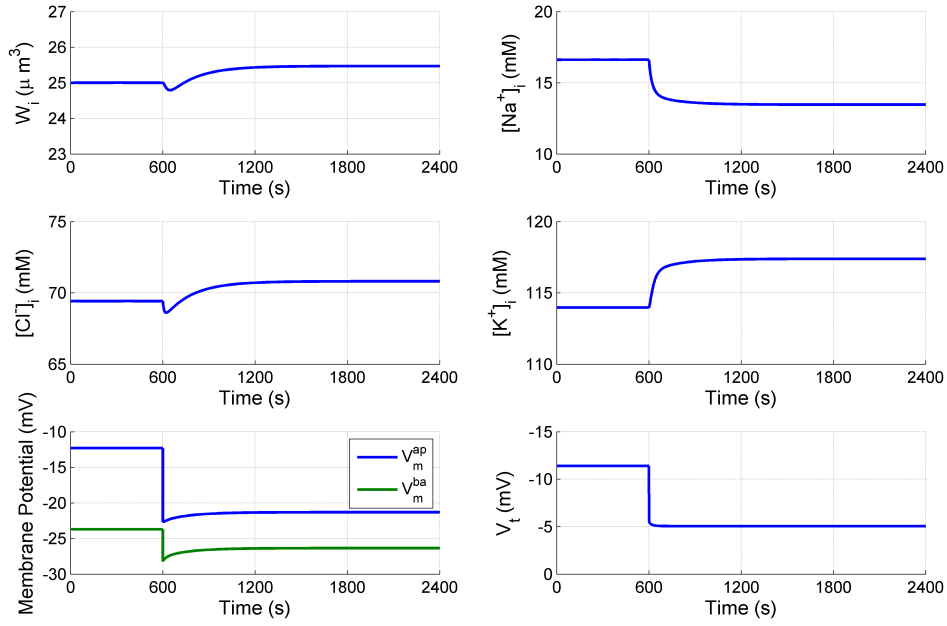 W_i (μ m³)
27
26
25
24
23
0 600 1200 1800 2400
Time (s)
[Na⁺]_i (mM)
20
15
10
0 600 1200 1800 2400
Time (s)
[Cl⁻]_i (mM)
75
70
65
0 600 1200 1800 2400
Time (s)
[K⁺]_i (mM)
120
115
110
0 600 1200 1800 2400
Time (s)
Membrane Potential (mV)
-10
-15
-20
-25
-30
V_m^ap
V_m^ba
0 600 1200 1800 2400
Time (s)
V_t (mV)
-15
-10
-5
0
0 600 1200 1800 2400
Time (s)